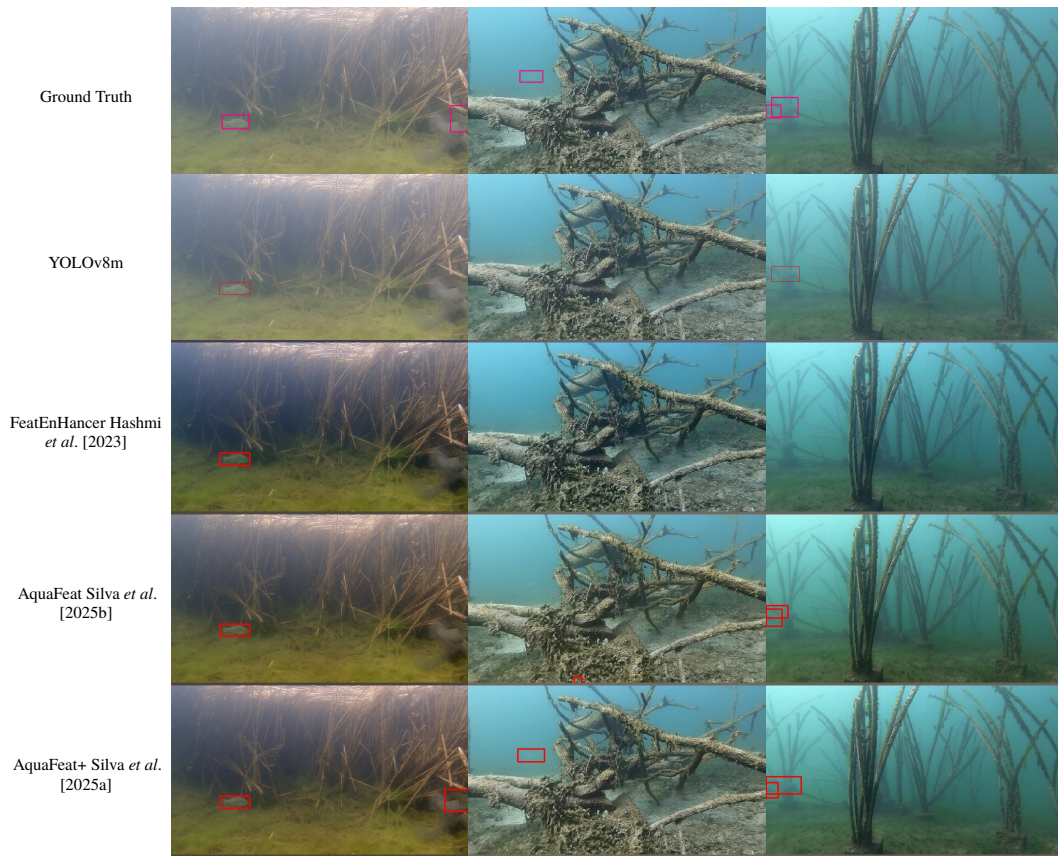 Ground Truth
YOLOv8m
FeatEnHancer Hashmi
et al. [2023]
AquaFeat Silva et al.
[2025b]
AquaFeat+ Silva et al.
[2025a]